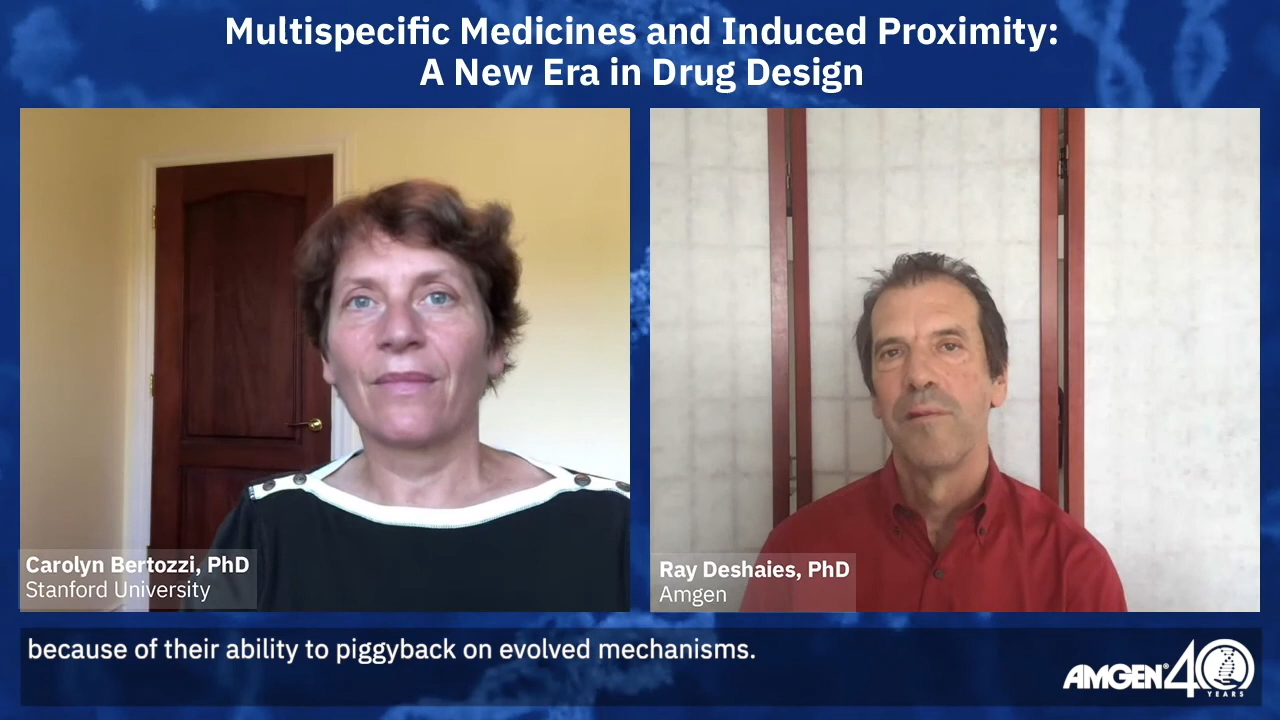 Multispecific Medicines and Induced Proximity:
A New Era in Drug Design
Carolyn Bertozzi, PhD
Stanford University
Ray Deshaies, PhD
Amgen
because of their ability to piggyback on evolved mechanisms.
AMGEN® 40
YEARS